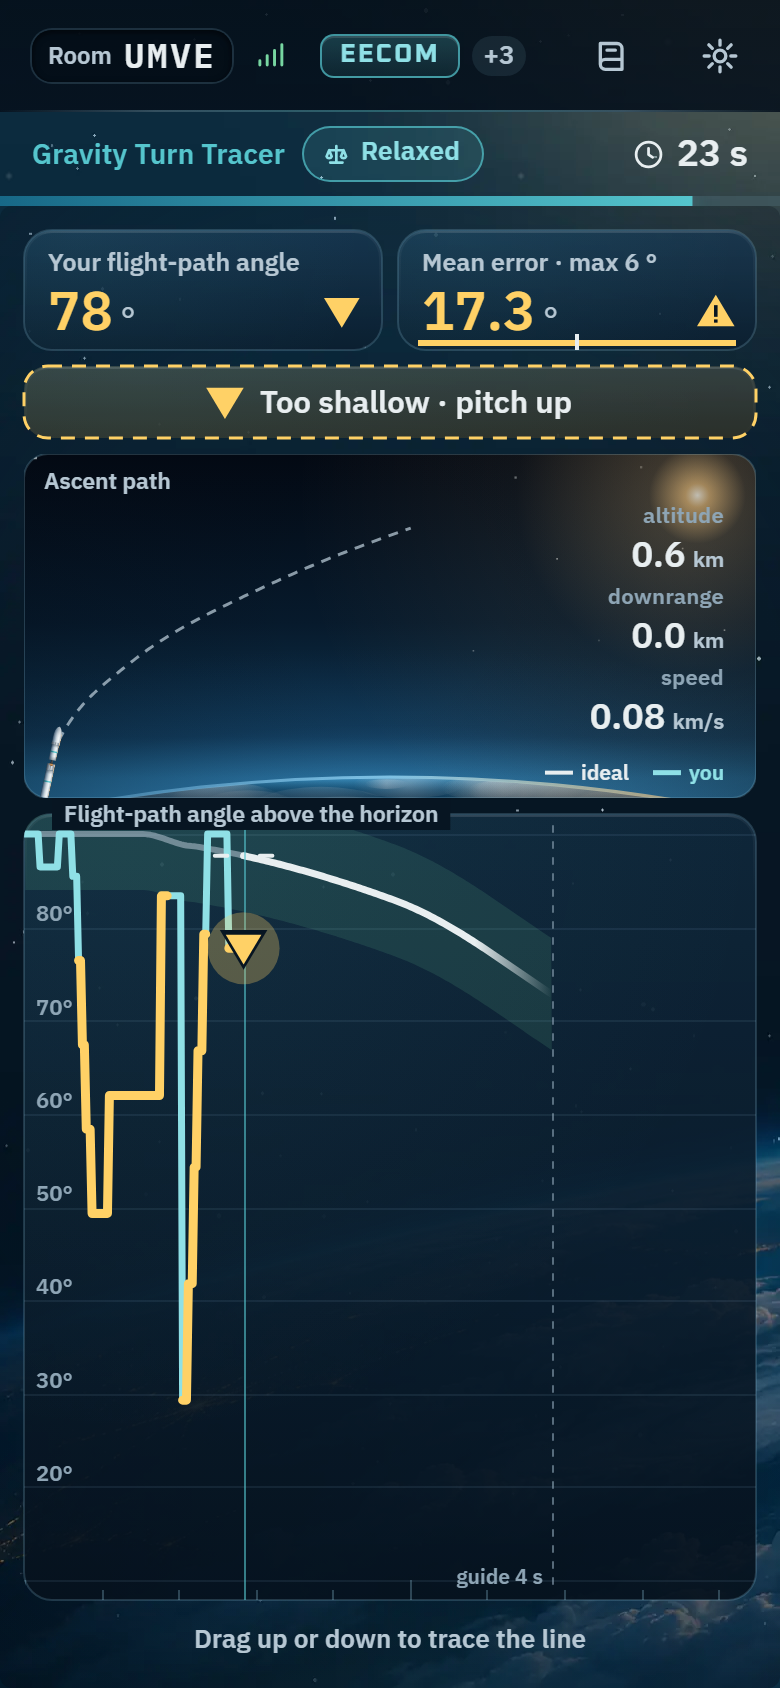 Room UMVE EECOM +3
Gravity Turn Tracer Relaxed 23 s
Your flight-path angle
78 °
Mean error · max 6 °
17.3 °
Too shallow · pitch up
Ascent path
altitude
0.6 km
downrange
0.0 km
speed
0.08 km/s
ideal you
Flight-path angle above the horizon
80°
70°
60°
50°
40°
30°
20°
guide 4 s
Drag up or down to trace the line